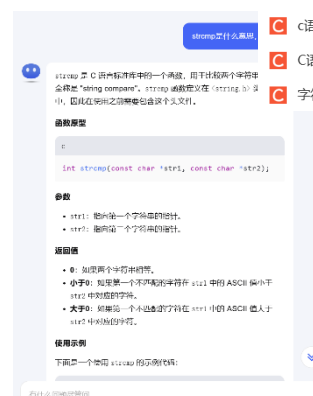 strcmp是什么意思,
C c语
C C语
C 字符
strcmp 是 C 语言标准库中的一个函数，用于比较两个字符串
全称是 "string compare"。strcmp 函数定义在 <string.h> 头
中，因此在使用之前需要包含这个头文件。
函数原型
c
int strcmp(const char *str1, const char *str2);
参数
• str1: 指向第一个字符串的指针。
• str2: 指向第二个字符串的指针。
返回值
• 0: 如果两个字符串相等。
• 小于0: 如果第一个不匹配的字符在 str1 中的 ASCII 值小于
str2 中对应的字符。
• 大于0: 如果第一个不匹配的字符在 str1 中的 ASCII 值大于
str2 中对应的字符。
使用示例
下面是一个使用 strcmp 的示例代码: